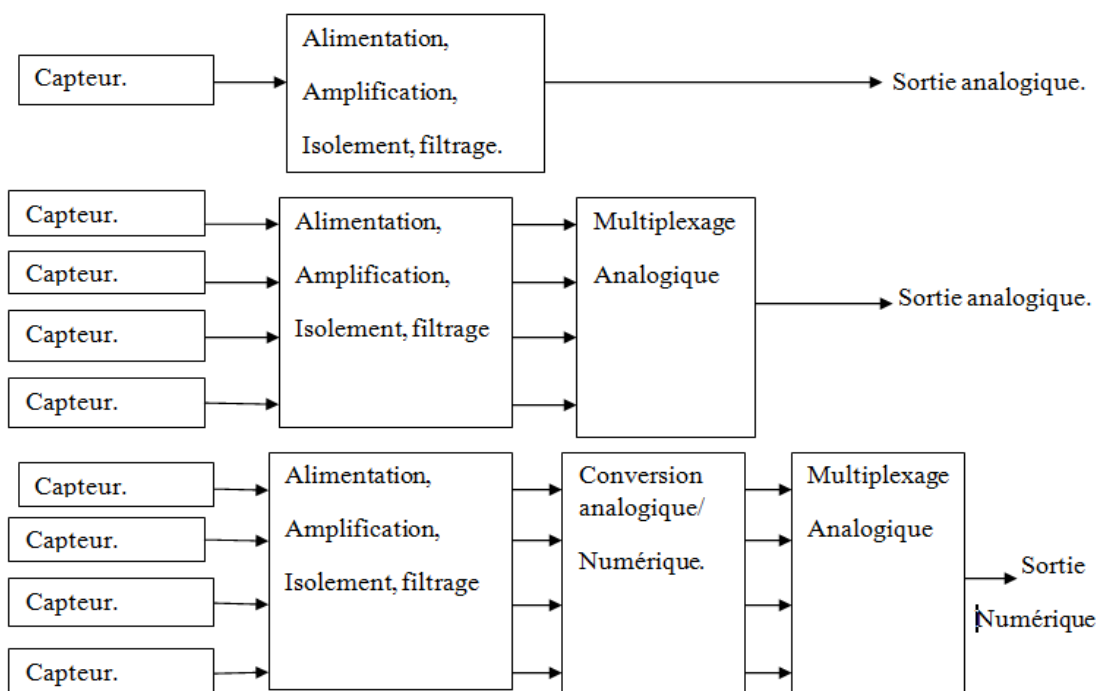 Capteur.
Alimentation,
Amplification,
Isolement, filtrage.
Sortie analogique.
Capteur.
Capteur.
Capteur.
Capteur.
Alimentation,
Amplification,
Isolement, filtrage
Multiplexage
Analogique
Sortie analogique.
Capteur.
Capteur.
Capteur.
Capteur.
Alimentation,
Amplification,
Isolement, filtrage
Conversion
analogique/
Numérique.
Multiplexage
Analogique
Sortie
Numérique